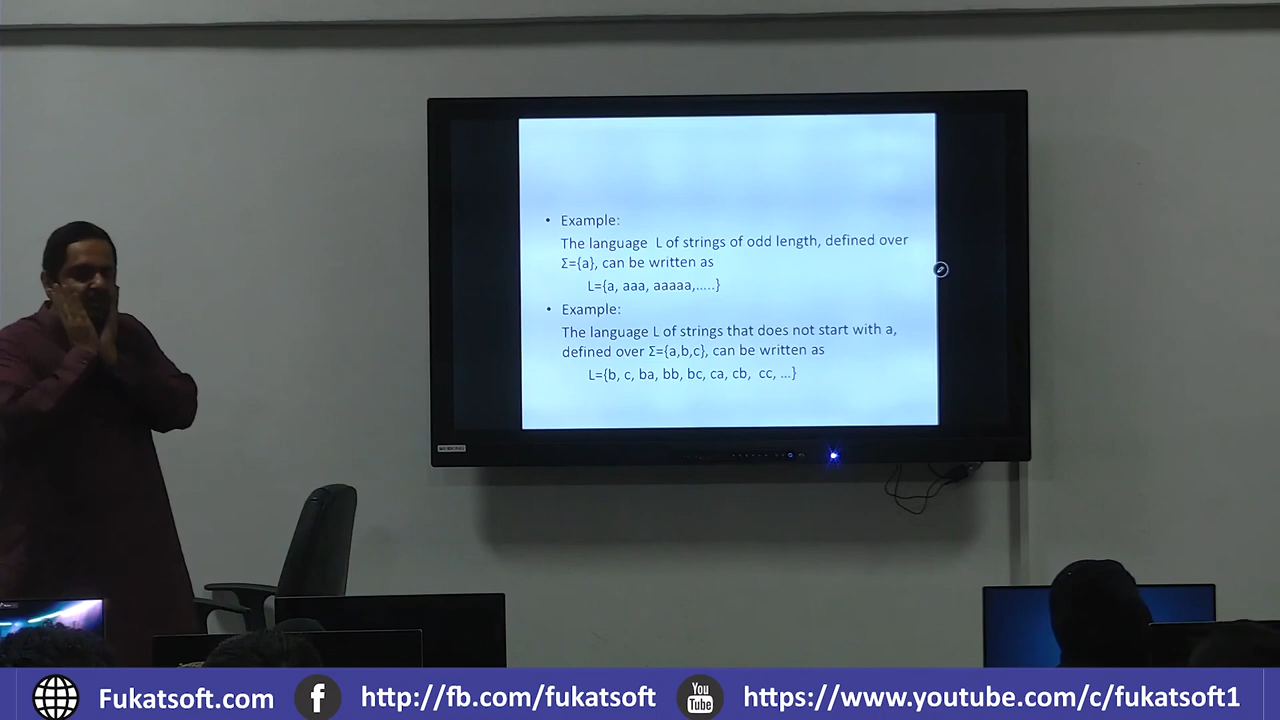 • Example:
The language L of strings of odd length, defined over
Σ={a}, can be written as
L={a, aaa, aaaaa,.....}
• Example:
The language L of strings that does not start with a,
defined over Σ={a,b,c}, can be written as
L={b, c, ba, bb, bc, ca, cb, cc, ...}
Fukatsoft.com
f
http://fb.com/fukatsoft
You
Tube
https://www.youtube.com/c/fukatsoft1